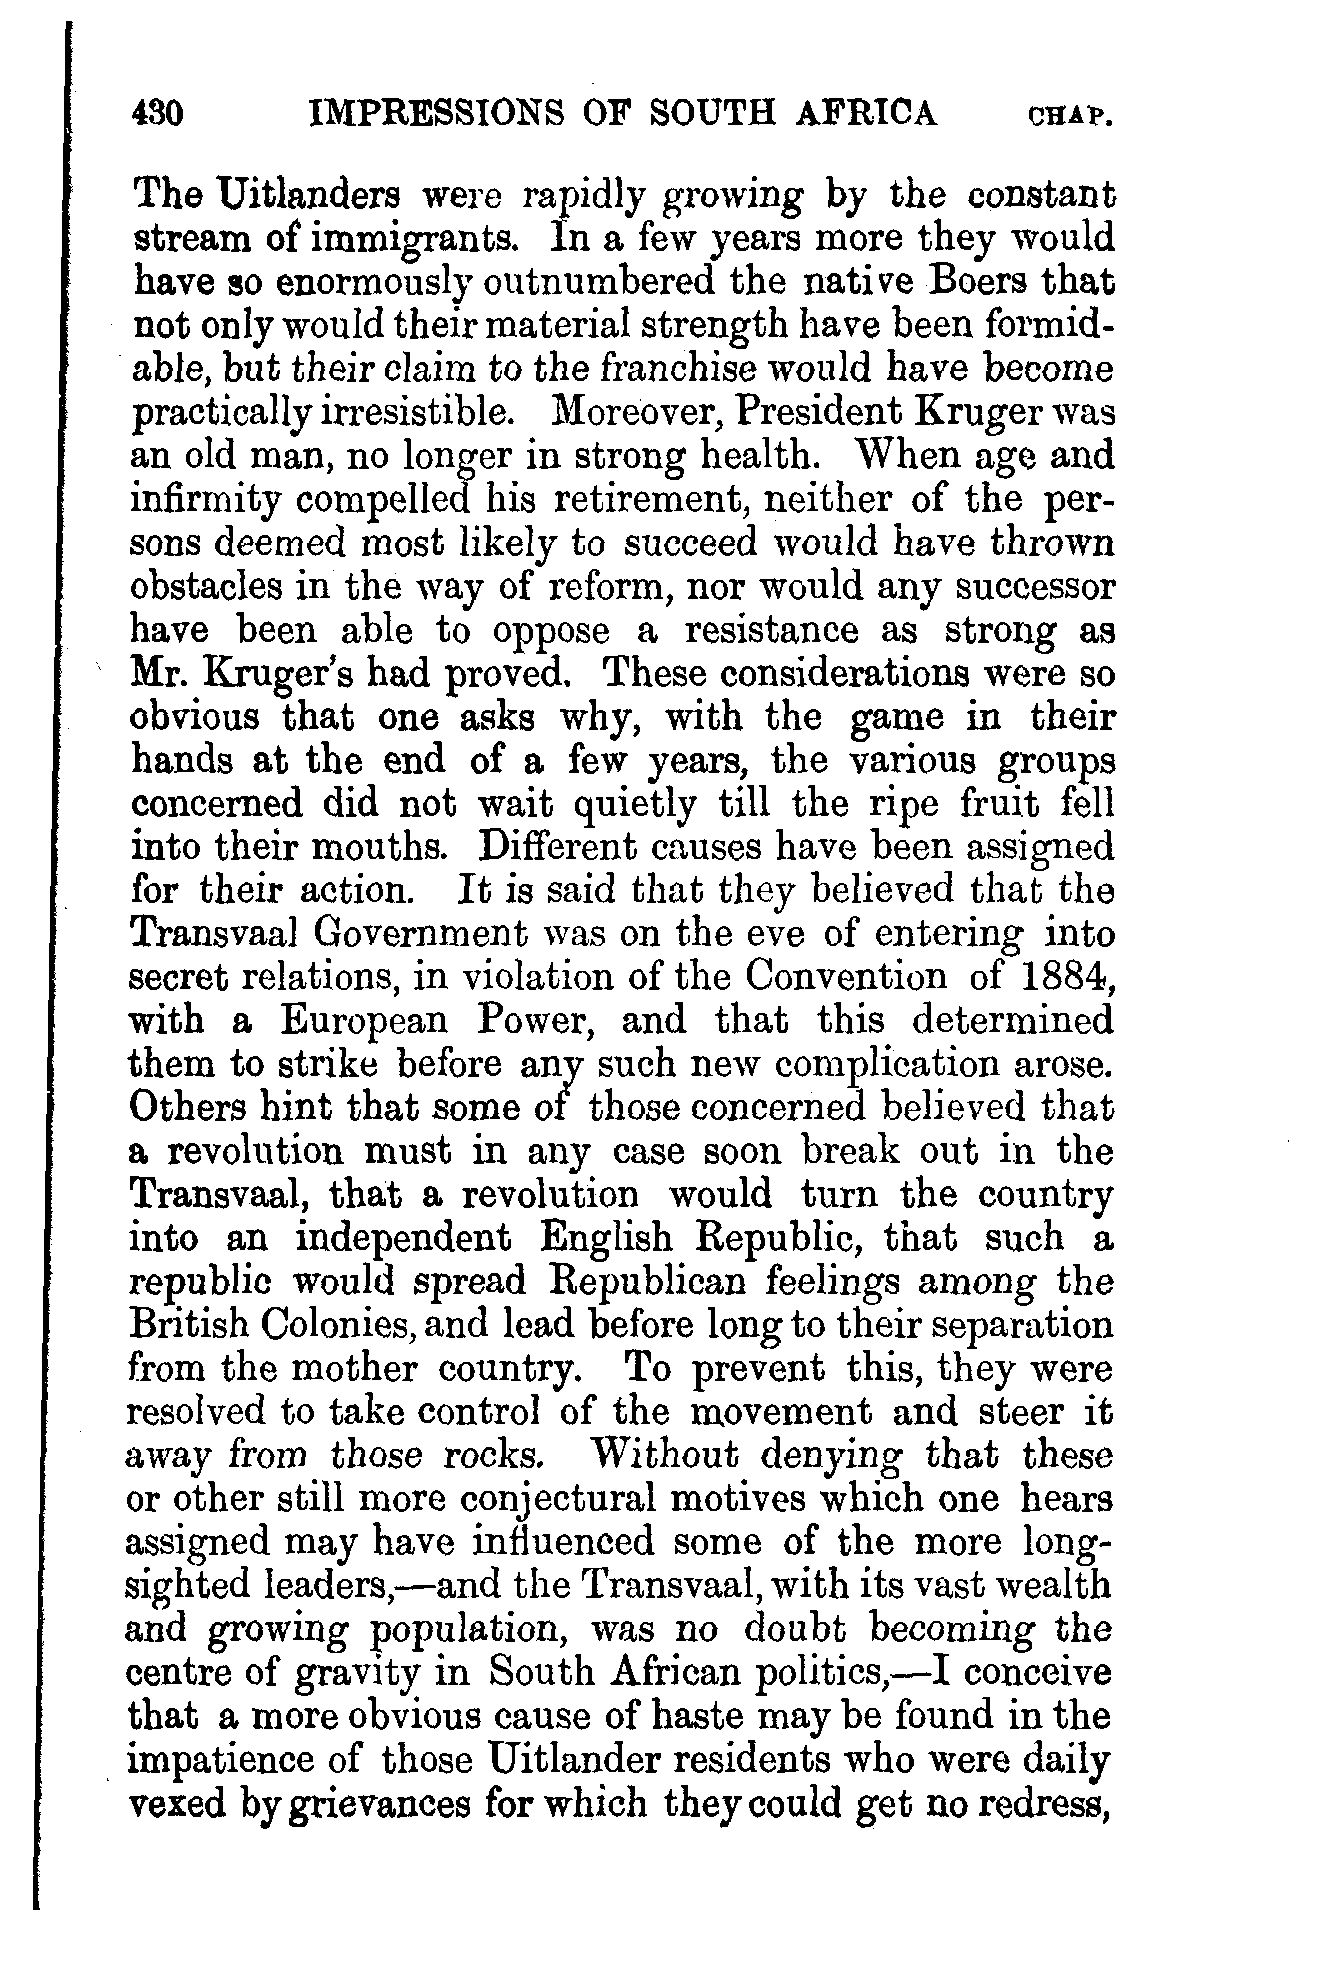 430 IMPRESSIONS OF SOUTH AFRICA CHAP.
The Uitlanders were rapidly growing by the constant
stream of immigrants. In a few years more they would
have so enormously outnumbered the native Boers that
not only would their material strength have been formid-
able, but their claim to the franchise would have become
practically irresistible. Moreover, President Kruger was
an old man, no longer in strong health. When age and
infirmity compelled his retirement, neither of the per-
sons deemed most likely to succeed would have thrown
obstacles in the way of reform, nor would any successor
have been able to oppose a resistance as strong as
Mr. Kruger's had proved. These considerations were so
obvious that one asks why, with the game in their
hands at the end of a few years, the various groups
concerned did not wait quietly till the ripe fruit fell
into their mouths. Different causes have been assigned
for their action. It is said that they believed that the
Transvaal Government was on the eve of entering into
secret relations, in violation of the Convention of 1884,
with a European Power, and that this determined
them to strike before any such new complication arose.
Others hint that some of those concerned believed that
a revolution must in any case soon break out in the
Transvaal, that a revolution would turn the country
into an independent English Republic, that such a
republic would spread Republican feelings among the
British Colonies, and lead before long to their separation
from the mother country. To prevent this, they were
resolved to take control of the movement and steer it
away from those rocks. Without denying that these
or other still more conjectural motives which one hears
assigned may have influenced some of the more long-
sighted leaders,—and the Transvaal, with its vast wealth
and growing population, was no doubt becoming the
centre of gravity in South African politics,—I conceive
that a more obvious cause of haste may be found in the
impatience of those Uitlander residents who were daily
vexed by grievances for which they could get no redress,